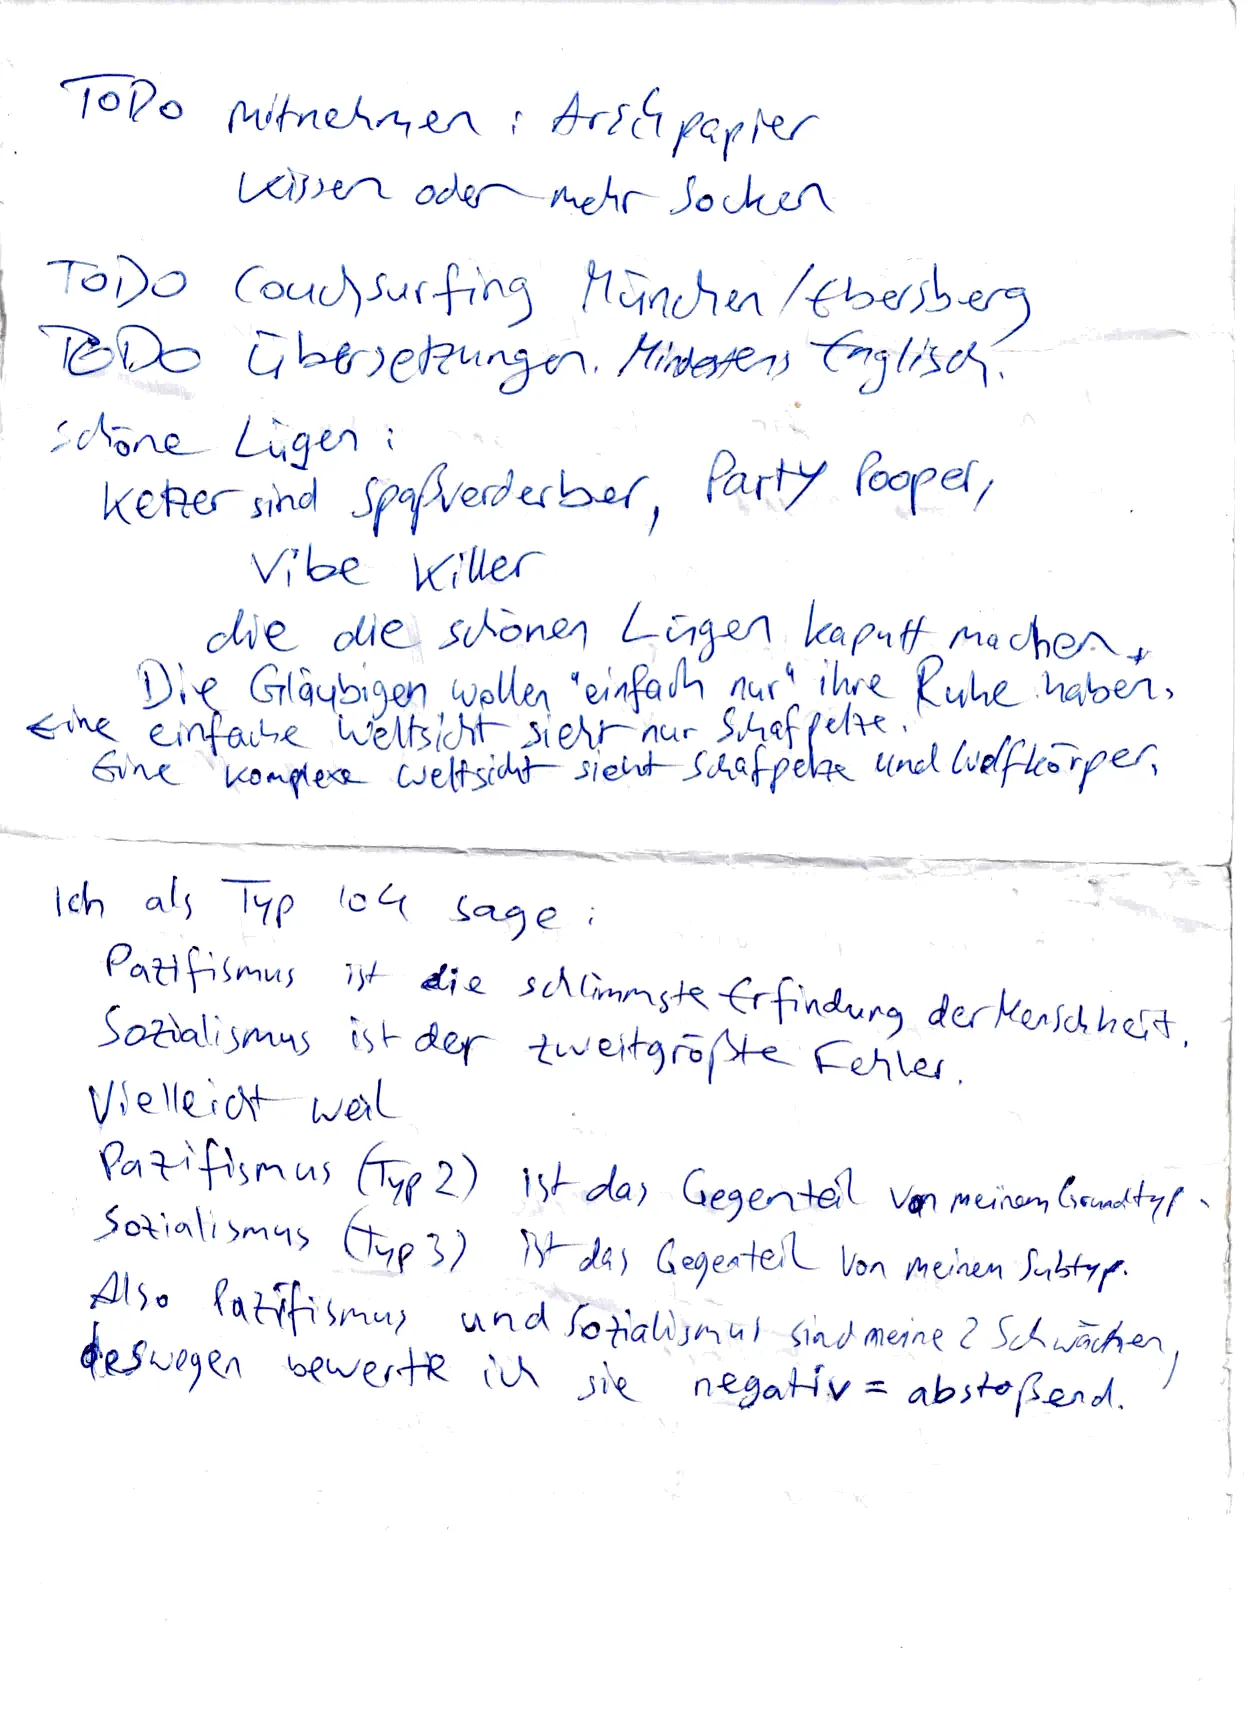 ToDo mitnehmen: Arschpapier
Kissen oder mehr Socken
ToDo Couchsurfing München/Ebersberg
ToDo Übersetzungen. Mindestens Englisch.
schöne Lügen:
Ketzer sind Spaßverderber, Party Pooper,
Vibe Killer
die die schönen Lügen kaputt machen.
Die Gläubigen wollen "einfach nur" ihre Ruhe haben.
Eine einfache Weltsicht sieht nur Schafpelze.
Eine komplexe Weltsicht sieht Schafpelze und Wolfkörper.
Ich als Typ 104 sage:
Pazifismus ist die schlimmste Erfindung der Menschheit.
Sozialismus ist der zweitgrößte Fehler.
Vielleicht weil
Pazifismus (Typ 2) ist das Gegenteil von meinem Grundtyp.
Sozialismus (Typ 3) ist das Gegenteil von meinem Subtyp.
Also Pazifismus und Sozialismus sind meine 2 Schwächen,
deswegen bewerte ich sie negativ = abstoßend.